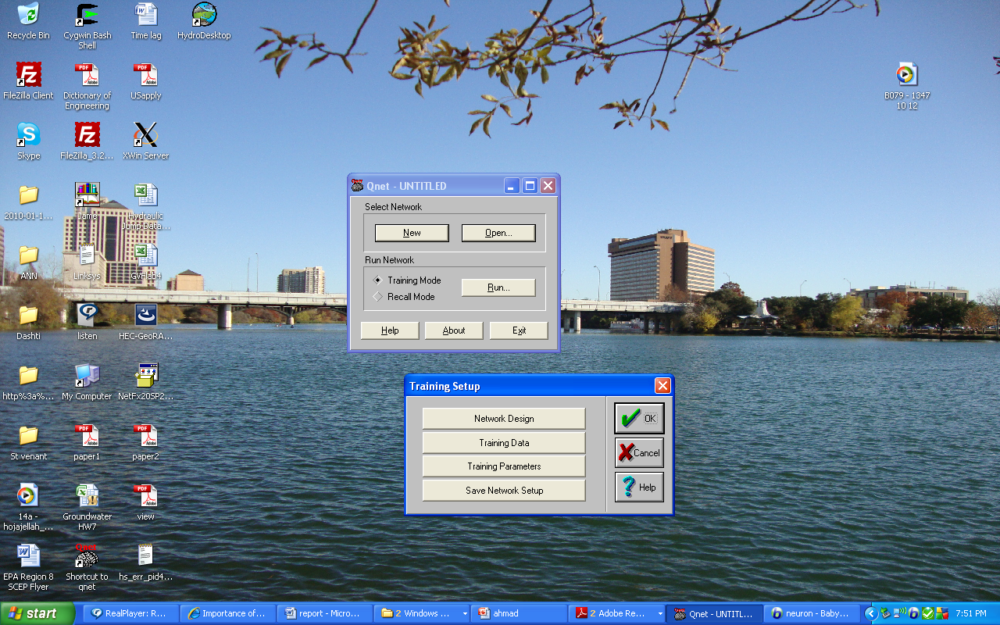 Recycle Bin
Cygwin Bash
Shell
Time lag
HydroDesktop
FileZilla Client
Dictionary of
Engineering
USapply
B079 - 1347
10 12
Skype
FileZilla_3.2...
XWin Server
2010-01-1...
Jame
Hydraulic
Jump Data...
ANN
Linksys
GVFlab4
Dashti
listen
HEC-GeoRA...
http%3a%...
My Computer
NetFx20SP2...
St venant
paper1
paper2
14a -
hojajellah_...
Groundwater
HW7
view
EPA Region 8
SCEP Flyer
Shortcut to
qnet
hs_err_pid4...
Qnet - UNTITLED
Select Network
New
Open...
Run Network
Training Mode
Recall Mode
Run...
Help
About
Exit
Training Setup
Network Design
Training Data
Training Parameters
Save Network Setup
OK
Cancel
Help
start
RealPlayer: R...
Importance of...
report - Micro...
2 Windows ...
ahmad
2 Adobe Re...
Qnet - UNTITL...
neuron - Baby...
7:51 PM